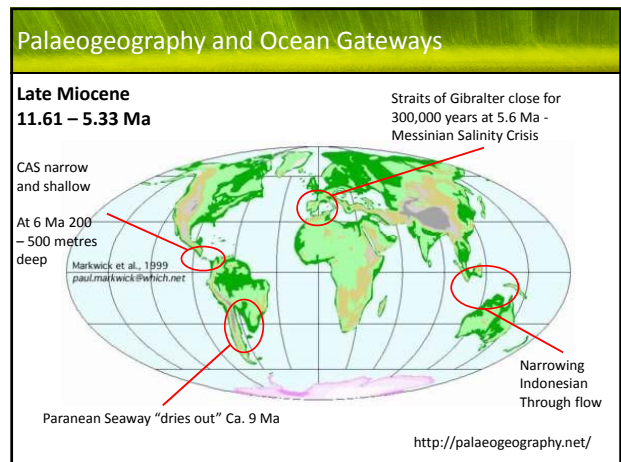 Palaeogeography and Ocean Gateways
Late Miocene
11.61 – 5.33 Ma
Straits of Gibralter close for
300,000 years at 5.6 Ma -
Messinian Salinity Crisis
CAS narrow
and shallow
At 6 Ma 200
– 500 metres
deep
Markwick et al., 1999
paul.markwick@which.net
Narrowing
Indonesian
Through flow
Paranean Seaway “dries out” Ca. 9 Ma
http://palaeogeography.net/